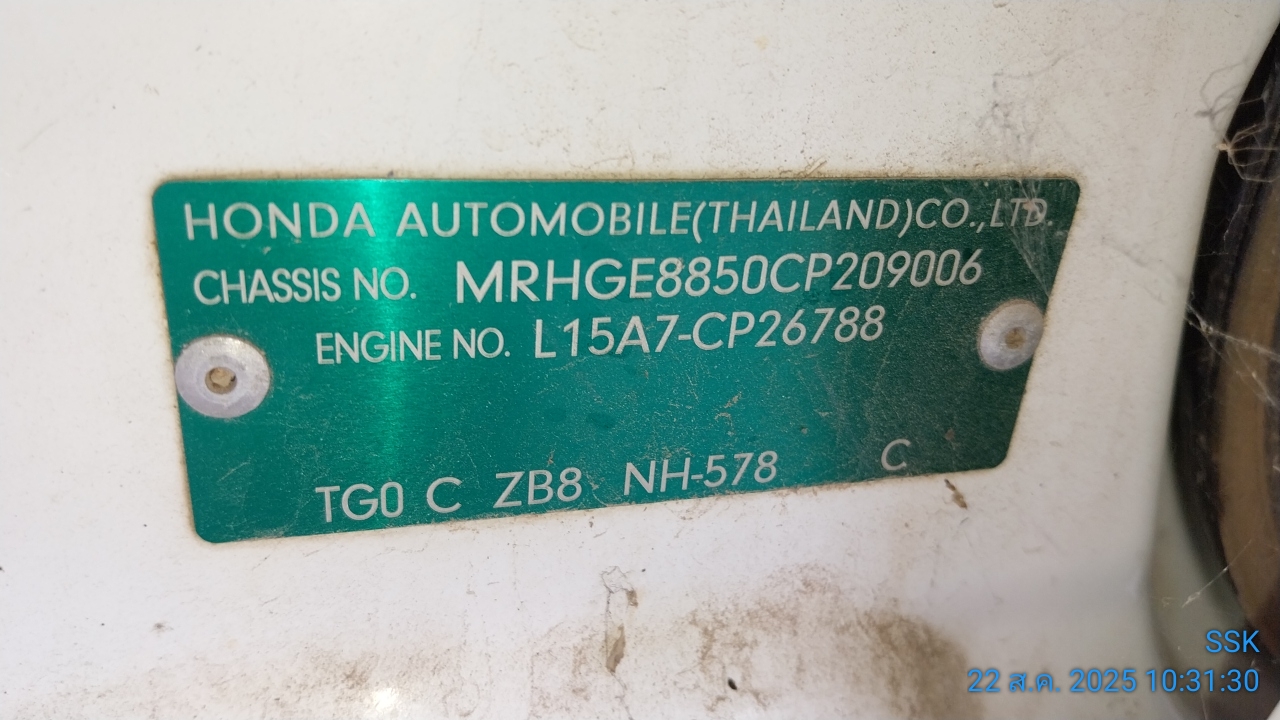 HONDA AUTOMOBILE(THAILAND)CO.,LTD.
CHASSIS NO. MRHGE8850CP209006
ENGINE NO. L15A7-CP26788
TG0 C ZB8 NH-578 C
SSK
22 ส.ค. 2025 10:31:30